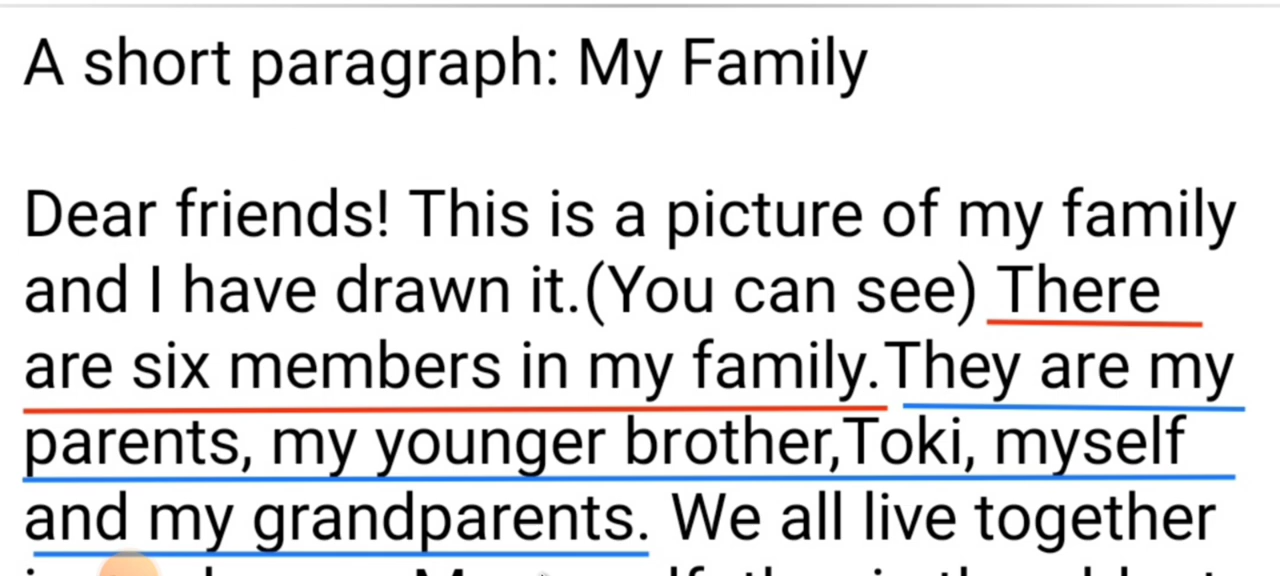 A short paragraph: My Family
Dear friends! This is a picture of my family
and I have drawn it.(You can see) There
are six members in my family.They are my
parents, my younger brother,Toki, myself
and my grandparents. We all live together